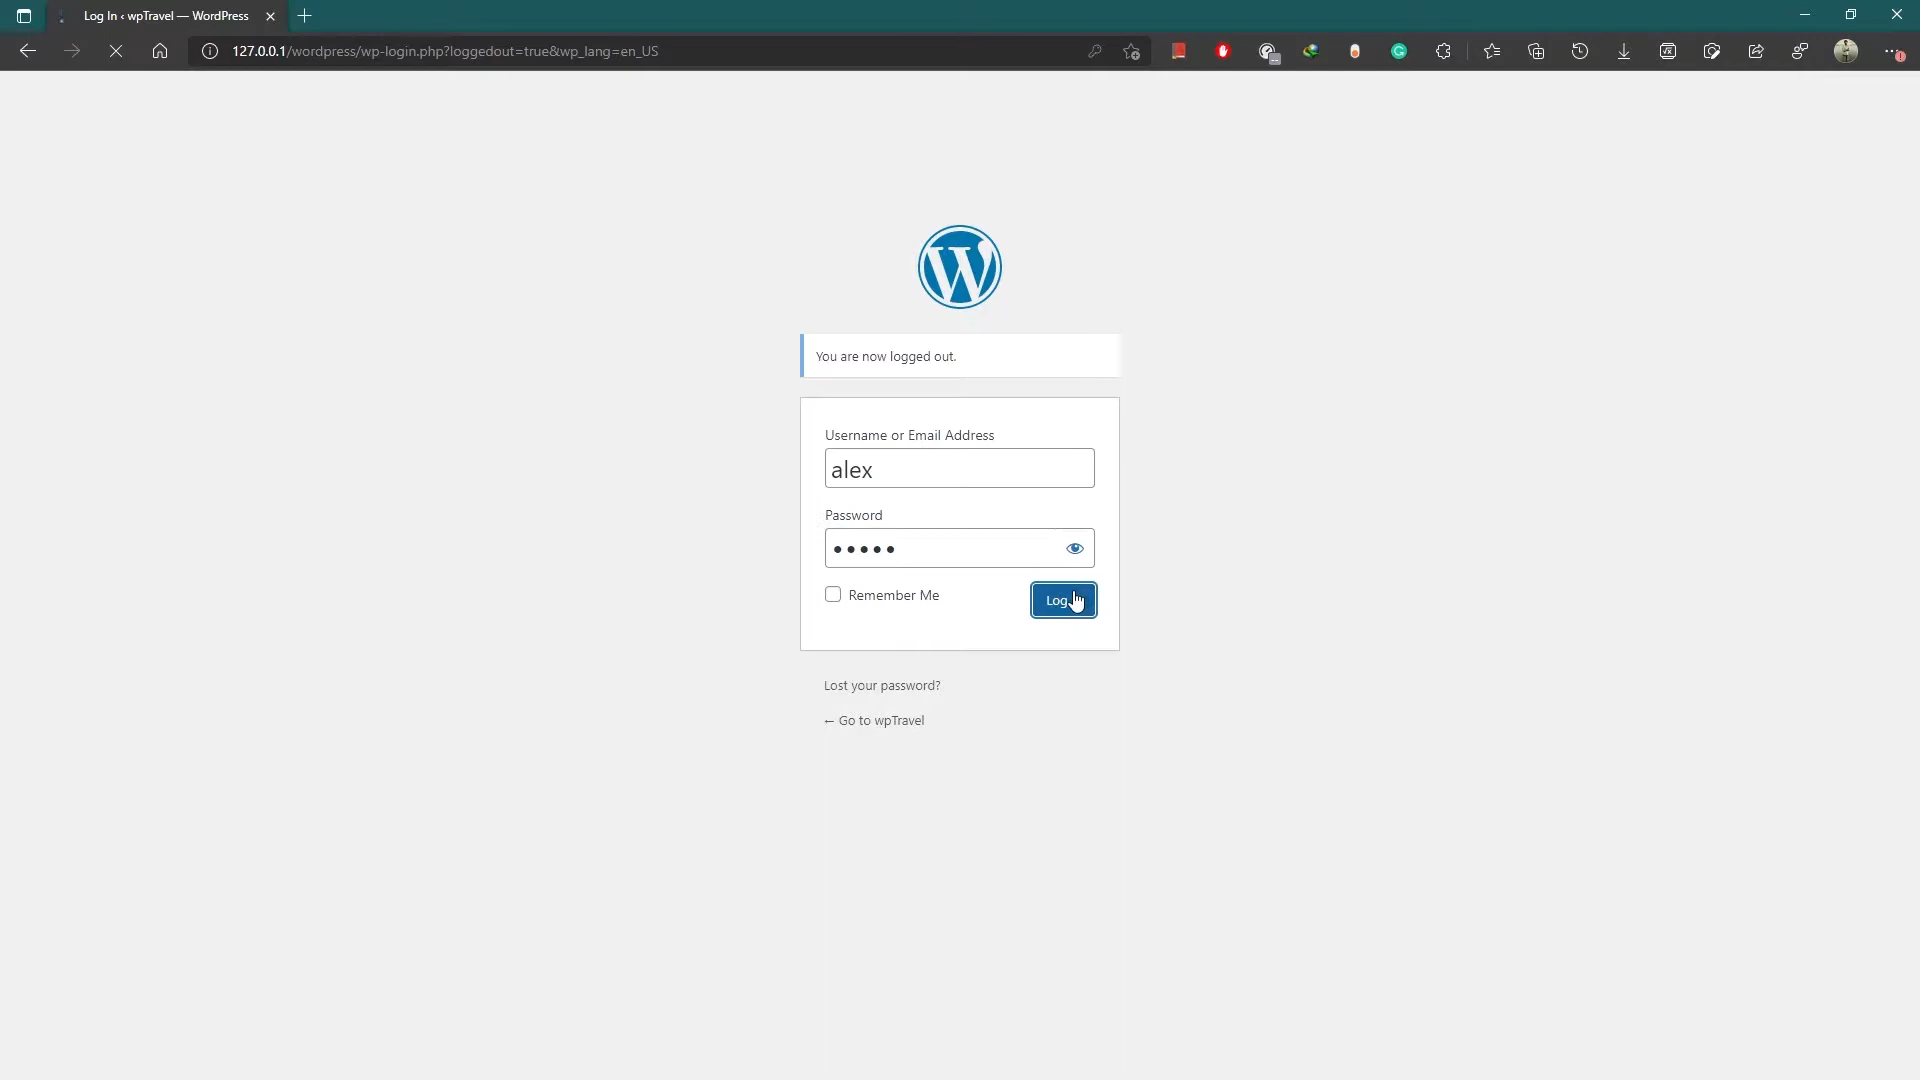 Log In ‹ wpTravel — WordPress
127.0.0.1/wordpress/wp-login.php?loggedout=true&wp_lang=en_US
You are now logged out.
Username or Email Address
alex
Password
Remember Me
Log
Lost your password?
← Go to wpTravel